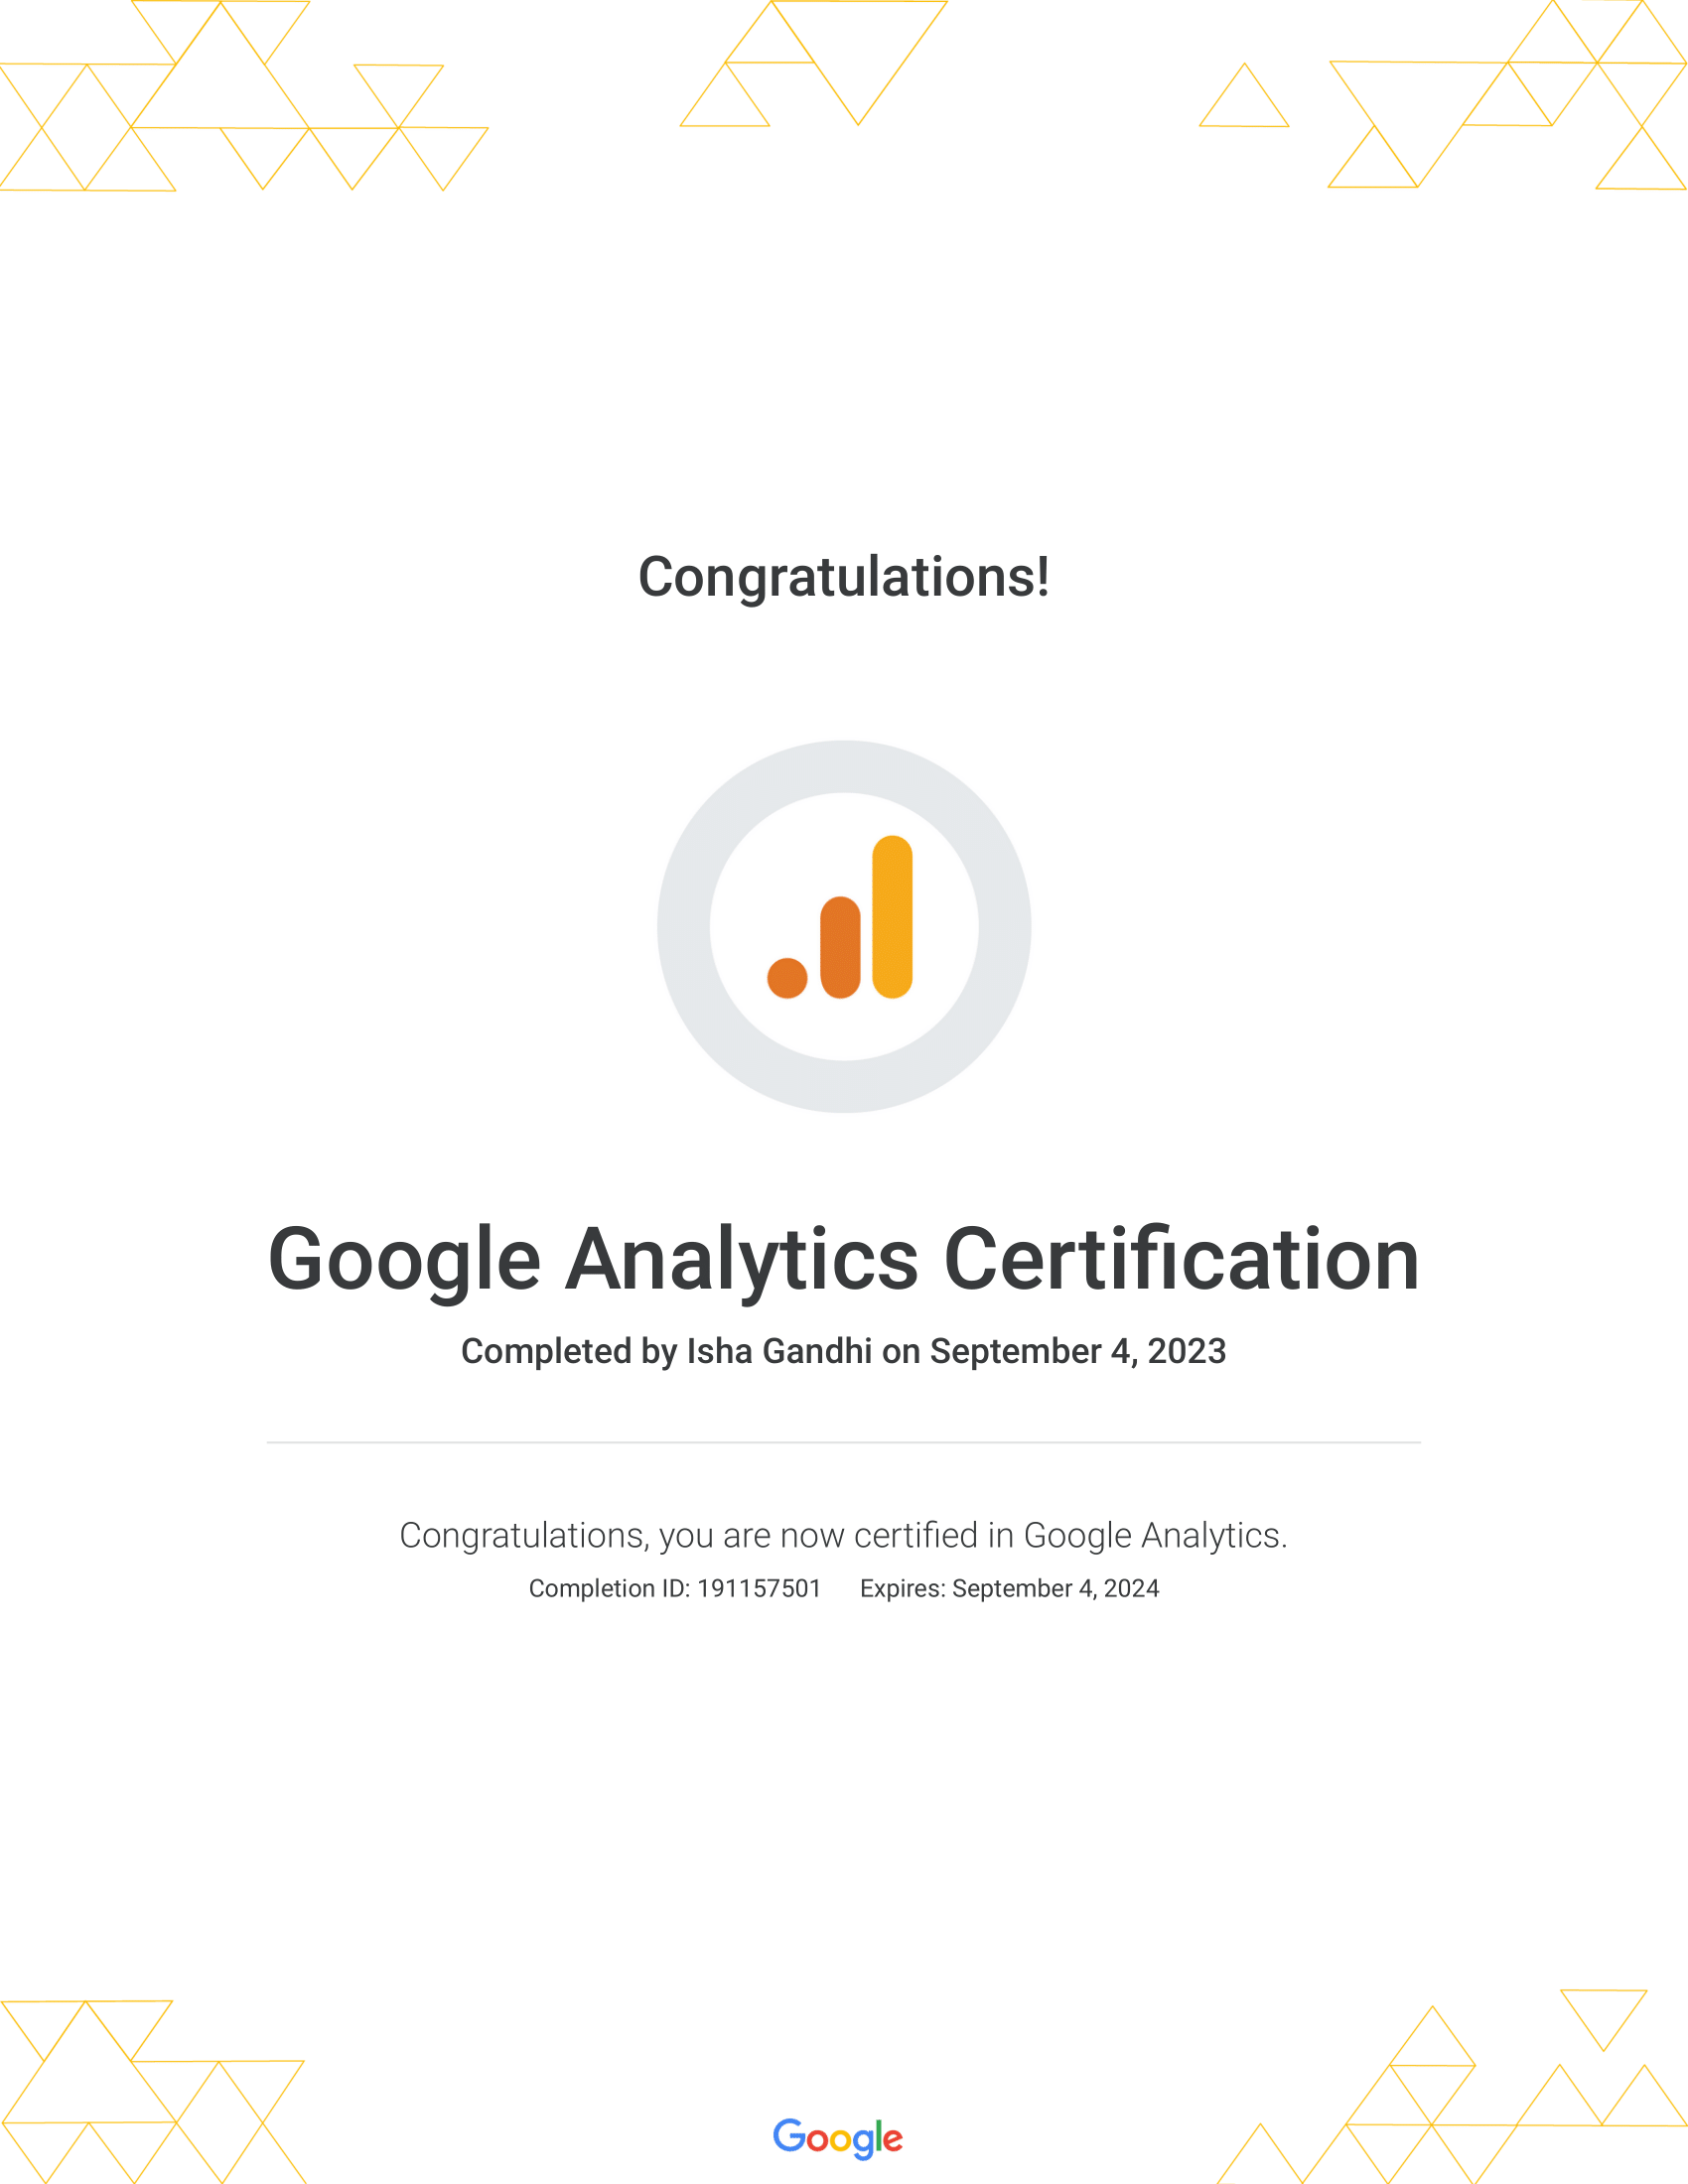 Congratulations!
Google Analytics Certification
Completed by Isha Gandhi on September 4, 2023
Congratulations, you are now certified in Google Analytics.
Completion ID: 191157501 Expires: September 4, 2024
Google